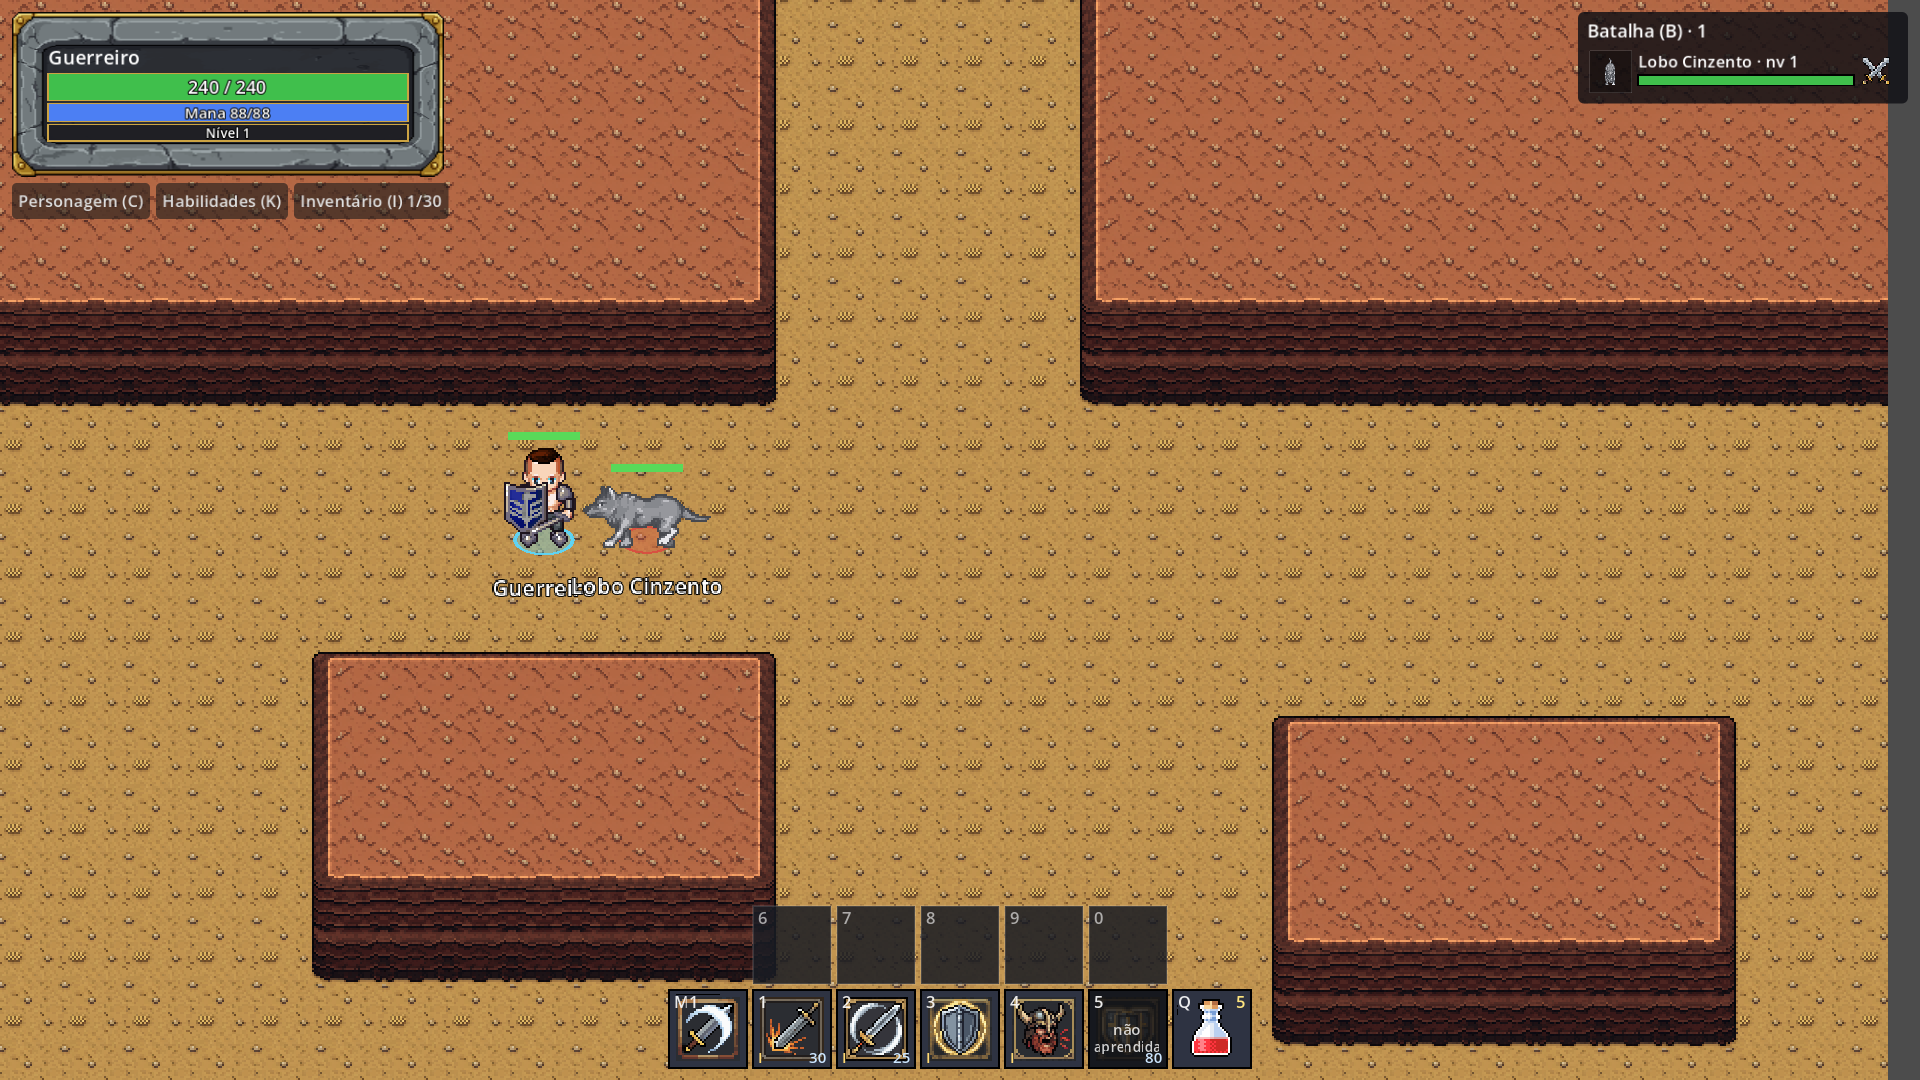 Guerreiro
240 / 240
Mana 88/88
Nível 1
Personagem (C)
Habilidades (K)
Inventário (I) 1/30
Batalha (B) · 1
Lobo Cinzento · nv 1
Lobo Cinzento
6
7
8
9
0
M1
1
I
30
2
I
25
3
I
4
I
5
não
aprendida
80
Q
5